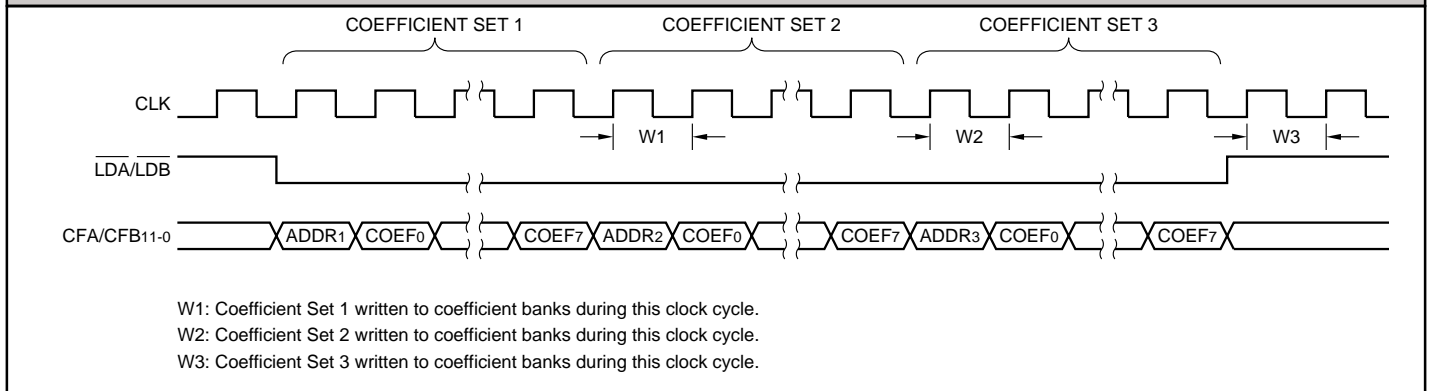 COEFFICIENT SET 1 COEFFICIENT SET 2 COEFFICIENT SET 3
CLK
W1 W2 W3
LDA/LDB
CFA/CFB11-0 ADDR1 COEF0 COEF7 ADDR2 COEF0 COEF7 ADDR3 COEF0 COEF7
W1: Coefficient Set 1 written to coefficient banks during this clock cycle.
W2: Coefficient Set 2 written to coefficient banks during this clock cycle.
W3: Coefficient Set 3 written to coefficient banks during this clock cycle.